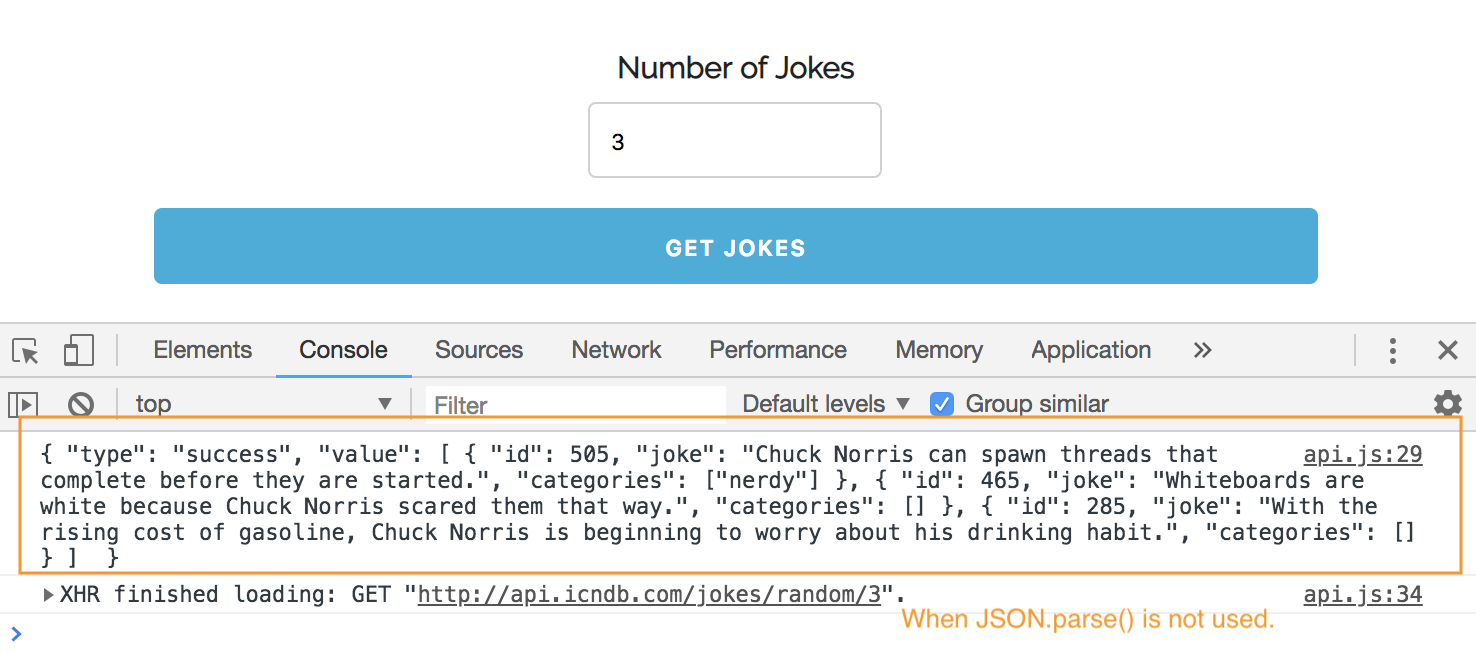 Number of Jokes
3
GET JOKES
Elements Console Sources Network Performance Memory Application »
top ▼ Filter Default levels ▼ Group similar
{ "type": "success", "value": [ { "id": 505, "joke": "Chuck Norris can spawn threads that api.js:29
complete before they are started.", "categories": ["nerdy"] }, { "id": 465, "joke": "Whiteboards are
white because Chuck Norris scared them that way.", "categories": [] }, { "id": 285, "joke": "With the
rising cost of gasoline, Chuck Norris is beginning to worry about his drinking habit.", "categories": []
} ]  }
XHR finished loading: GET "http://api.icndb.com/jokes/random/3". api.js:34
When JSON.parse() is not used.